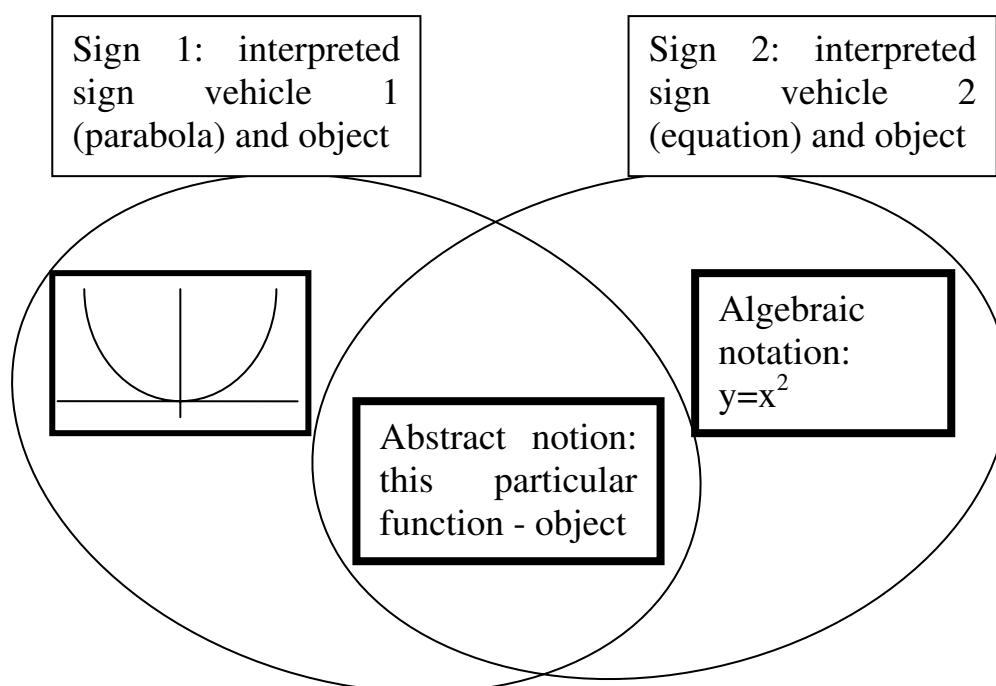 Sign 1: interpreted
sign vehicle 1
(parabola) and object
Sign 2: interpreted
sign vehicle 2
(equation) and object
Algebraic
notation:
y=x²
Abstract notion:
this particular
function - object